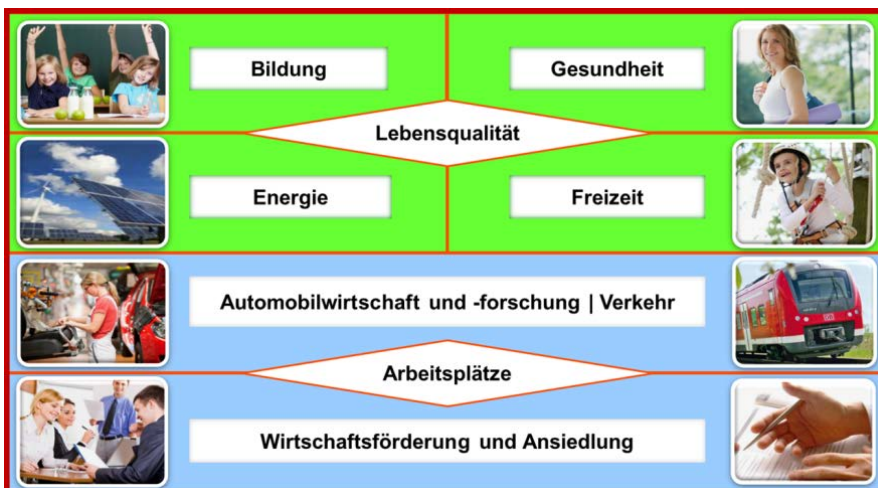 Bildung
Gesundheit
Lebensqualität
Energie
Freizeit
Automobilwirtschaft und -forschung | Verkehr
Arbeitsplätze
Wirtschaftsförderung und Ansiedlung